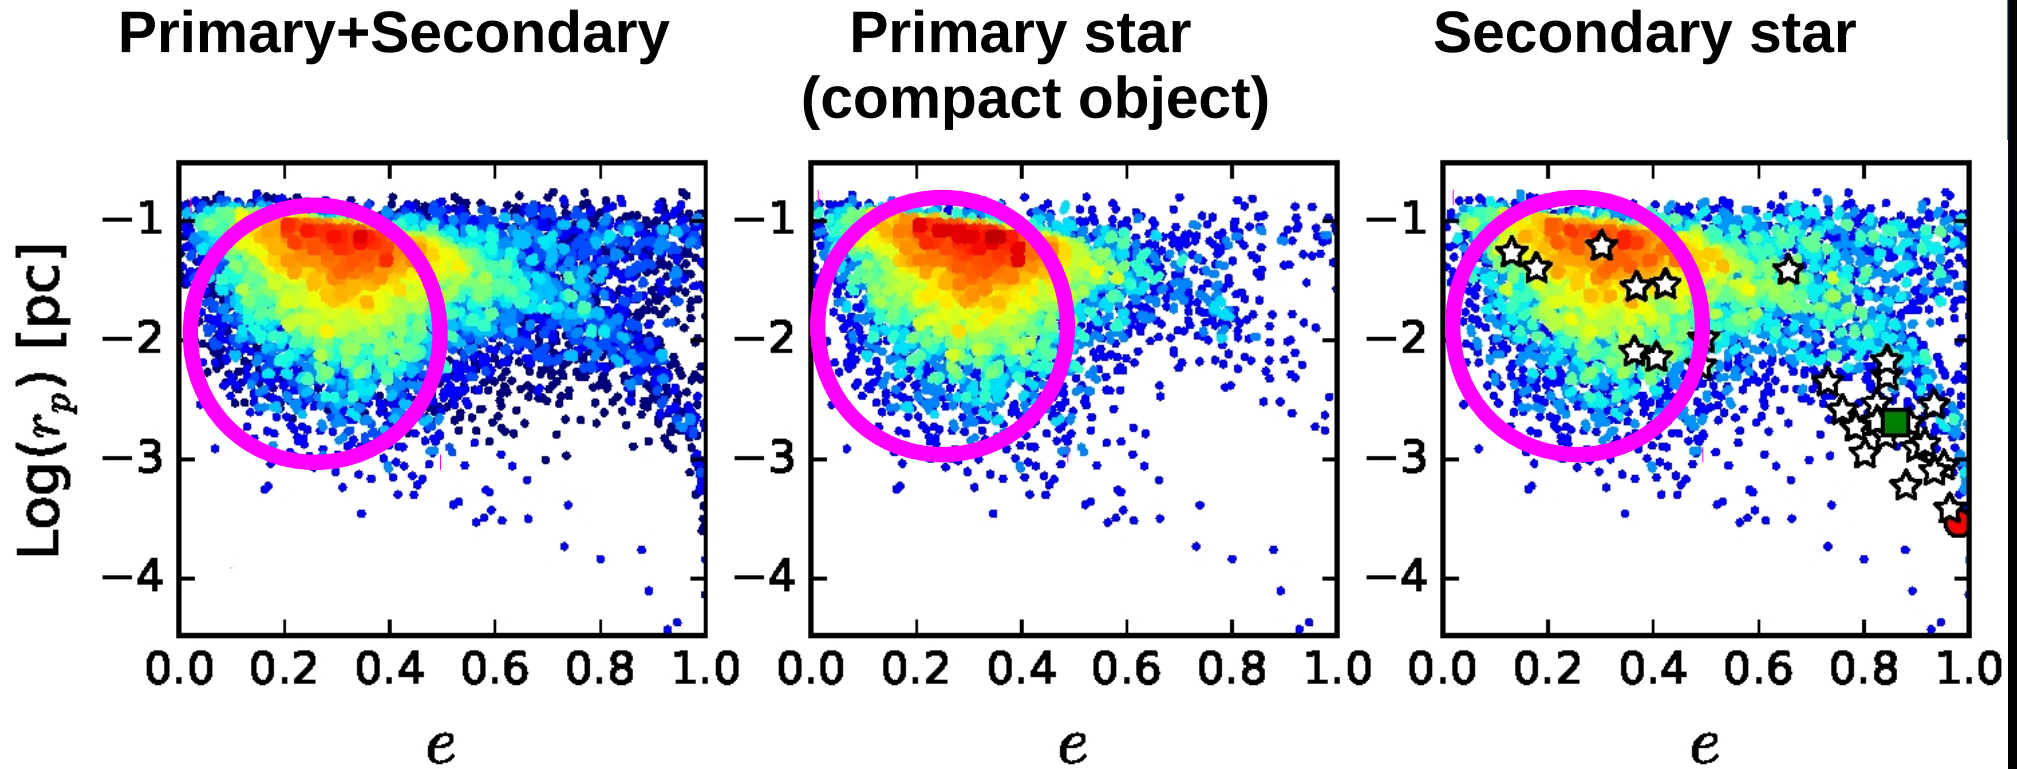 Primary+Secondary
Primary star
(compact object)
Secondary star
Log(r_p) [pc]
−1
−2
−3
−4
0.0 0.2 0.4 0.6 0.8 1.0
e
−1
−2
−3
−4
0.0 0.2 0.4 0.6 0.8 1.0
e
−1
−2
−3
−4
0.0 0.2 0.4 0.6 0.8 1.0
e